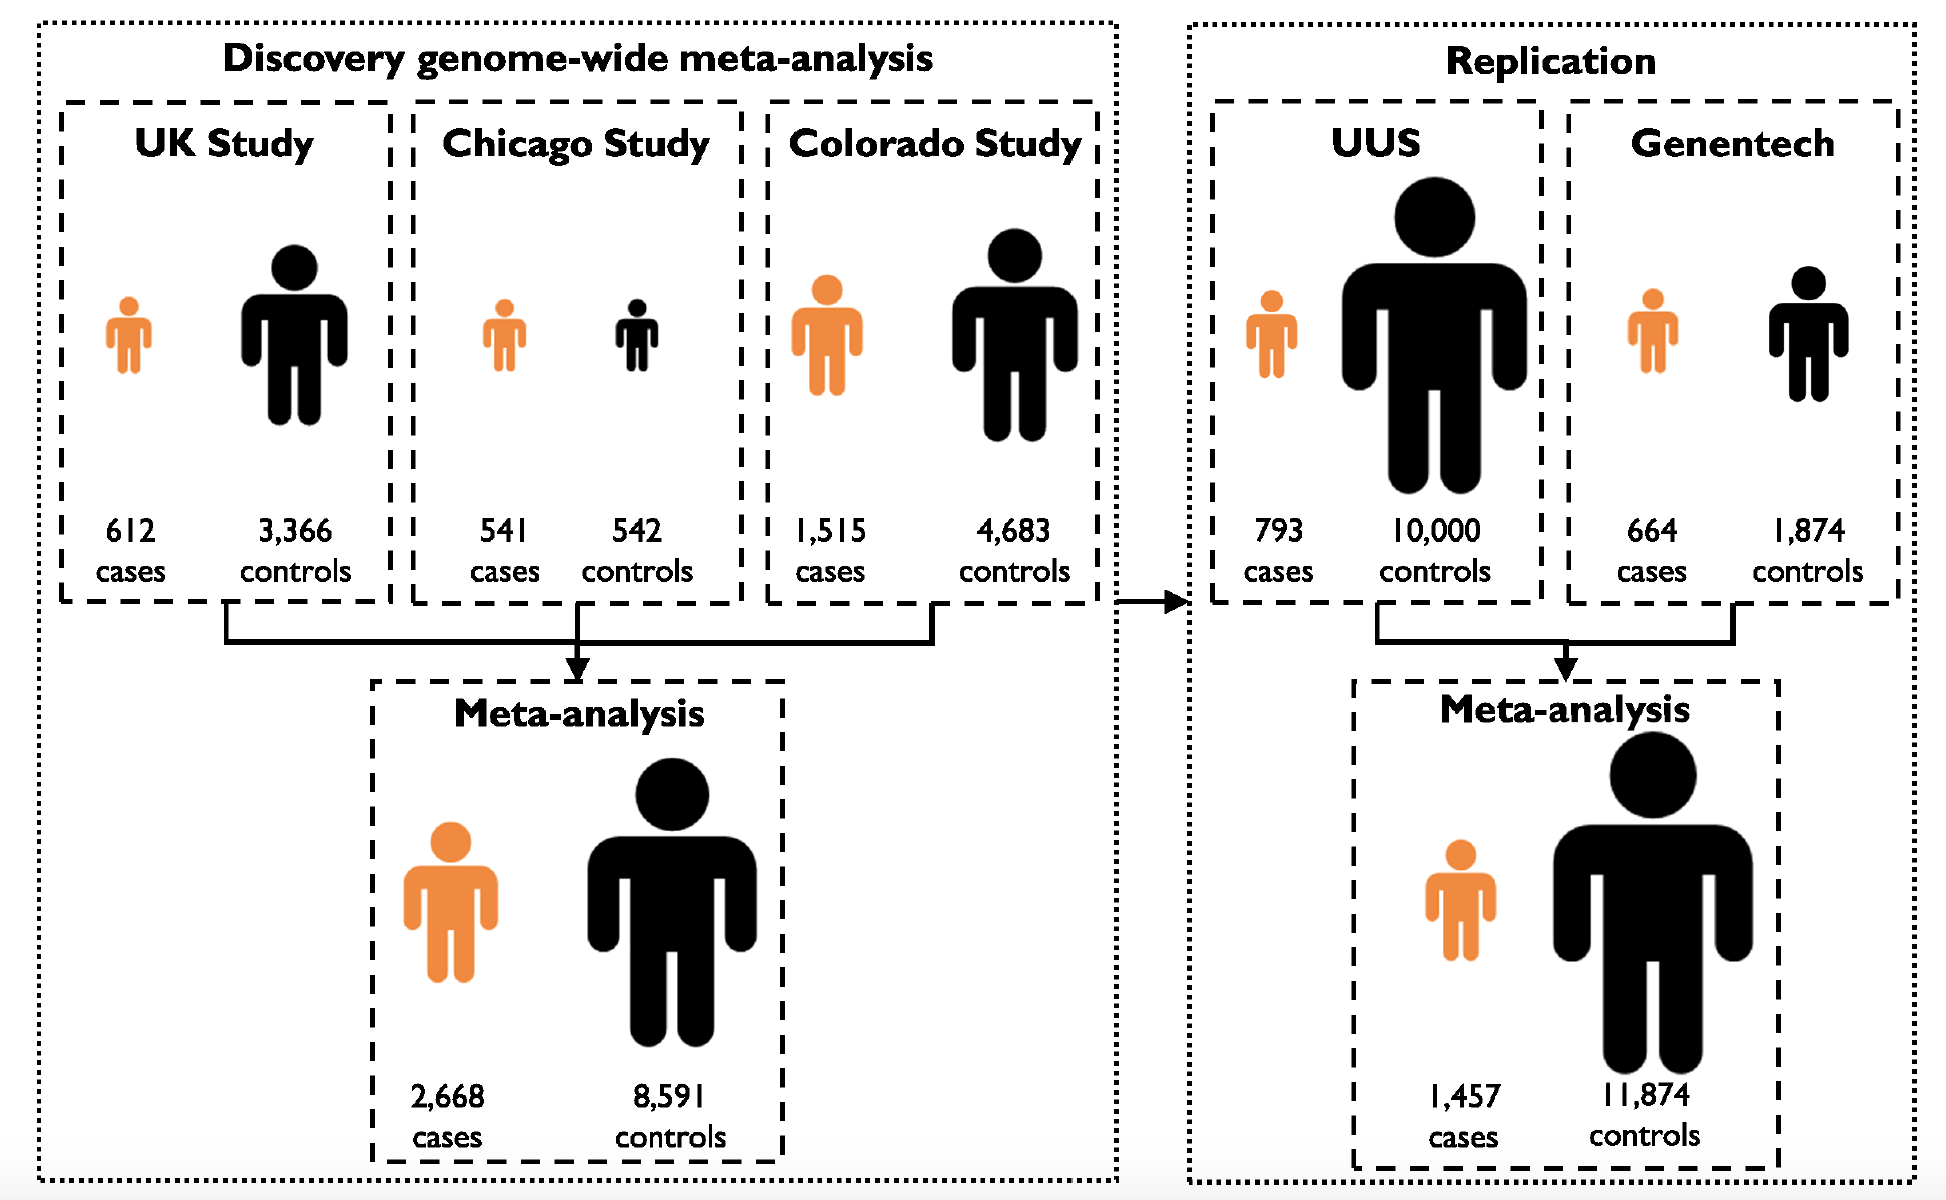 Discovery genome-wide meta-analysis
UK Study
612
cases
3,366
controls
Chicago Study
541
cases
542
controls
Colorado Study
1,515
cases
4,683
controls
Meta-analysis
2,668
cases
8,591
controls
Replication
UUS
793
cases
10,000
controls
Genentech
664
cases
1,874
controls
Meta-analysis
1,457
cases
11,874
controls